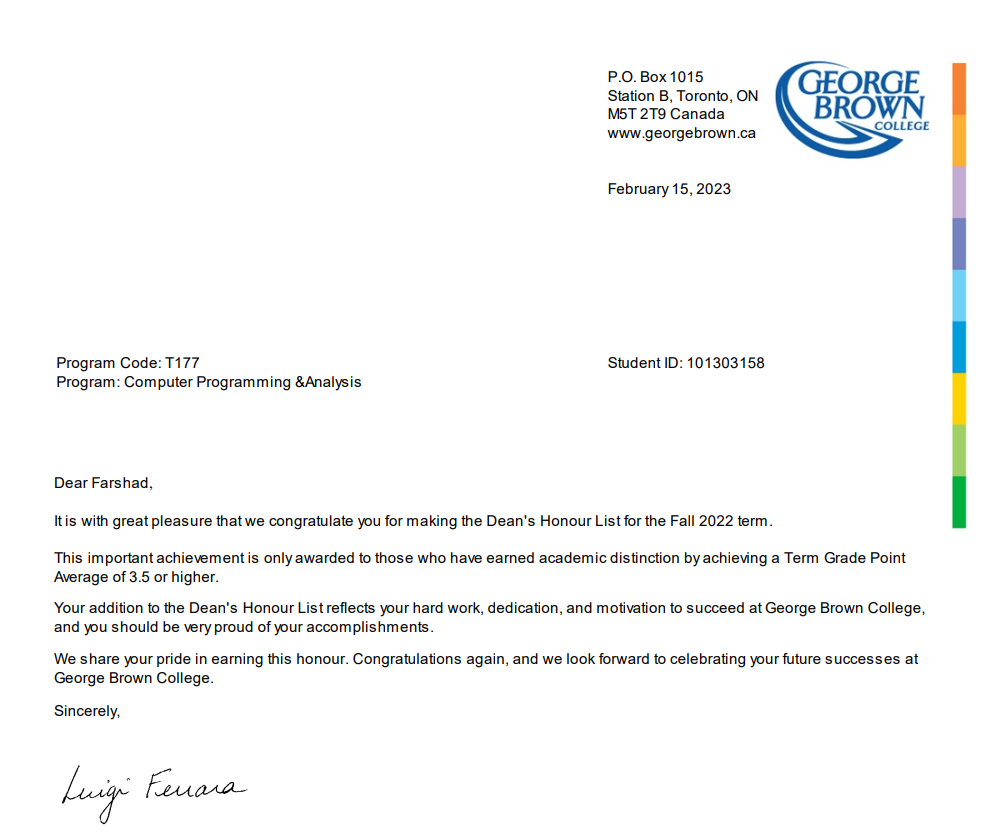 P.O. Box 1015
Station B, Toronto, ON
M5T 2T9 Canada
www.georgebrown.ca
GEORGE
BROWN
COLLEGE
February 15, 2023
Program Code: T177
Student ID: 101303158
Program: Computer Programming &Analysis
Dear Farshad,
It is with great pleasure that we congratulate you for making the Dean's Honour List for the Fall 2022 term.
This important achievement is only awarded to those who have earned academic distinction by achieving a Term Grade Point
Average of 3.5 or higher.
Your addition to the Dean's Honour List reflects your hard work, dedication, and motivation to succeed at George Brown College,
and you should be very proud of your accomplishments.
We share your pride in earning this honour. Congratulations again, and we look forward to celebrating your future successes at
George Brown College.
Sincerely,
Luigi Ferrara